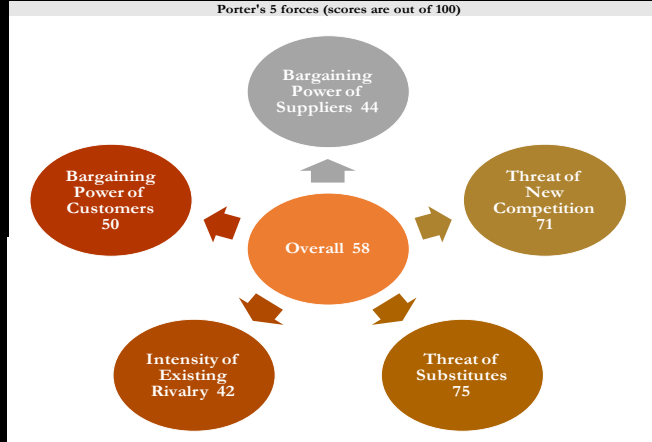 Porter's 5 forces (scores are out of 100)
Bargaining
Power of
Suppliers 44
Bargaining
Power of
Customers
50
Threat of
New
Competition
71
Overall 58
Intensity of
Existing
Rivalry 42
Threat of
Substitutes
75